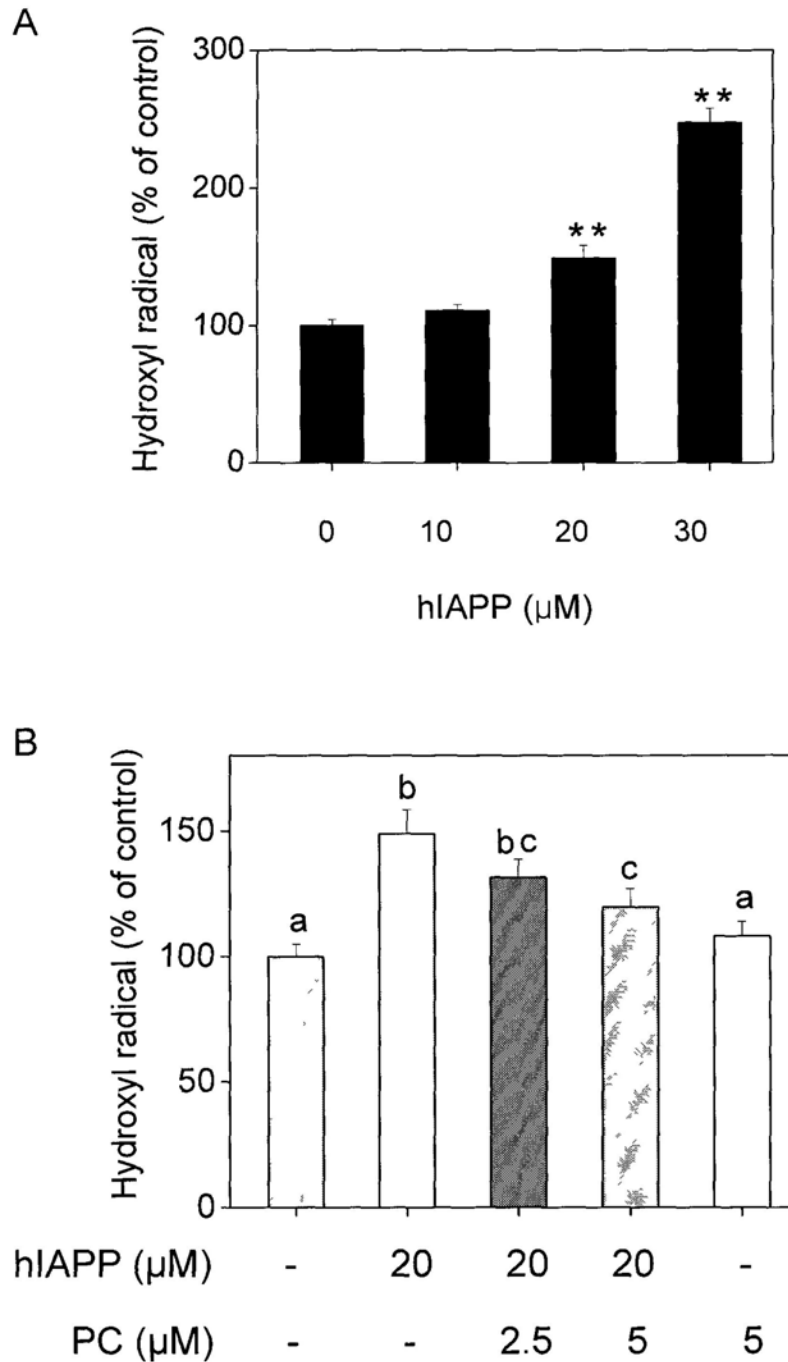 A
Hydroxyl radical (% of control)
300
200
100
0
**
**
0 10 20 30
hIAPP (µM)
B
Hydroxyl radical (% of control)
150
100
50
0
a
b
bc
c
a
hIAPP (µM) - 20 20 20 -
PC (µM) - - 2.5 5 5